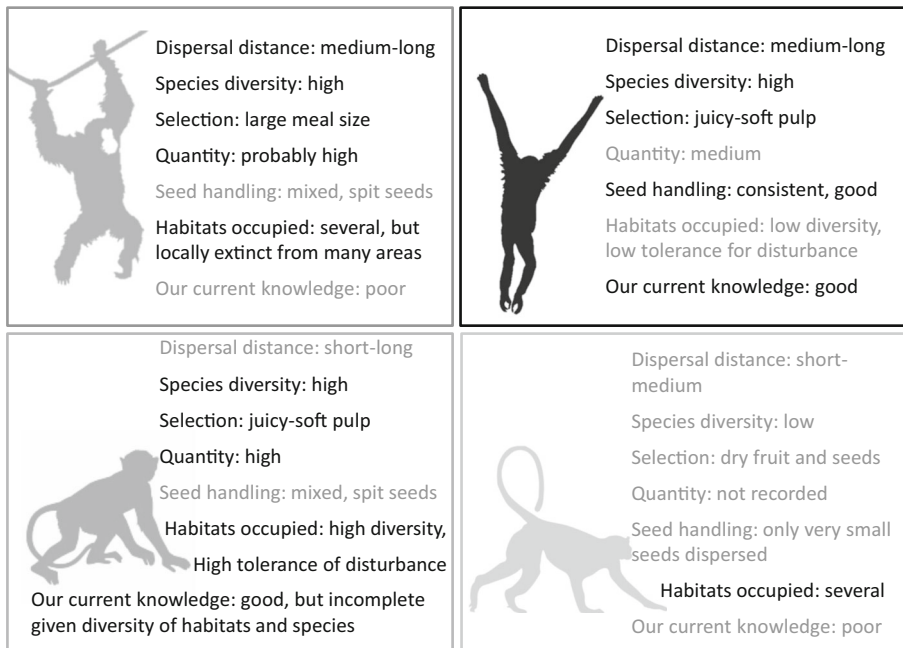 Dispersal distance: medium-long
Species diversity: high
Selection: large meal size
Quantity: probably high
Seed handling: mixed, spit seeds
Habitats occupied: several, but
locally extinct from many areas
Our current knowledge: poor
Dispersal distance: medium-long
Species diversity: high
Selection: juicy-soft pulp
Quantity: medium
Seed handling: consistent, good
Habitats occupied: low diversity,
low tolerance for disturbance
Our current knowledge: good
Dispersal distance: short-long
Species diversity: high
Selection: juicy-soft pulp
Quantity: high
Seed handling: mixed, spit seeds
Habitats occupied: high diversity,
High tolerance of disturbance
Our current knowledge: good, but incomplete
given diversity of habitats and species
Dispersal distance: short-
medium
Species diversity: low
Selection: dry fruit and seeds
Quantity: not recorded
Seed handling: only very small
seeds dispersed
Habitats occupied: several
Our current knowledge: poor